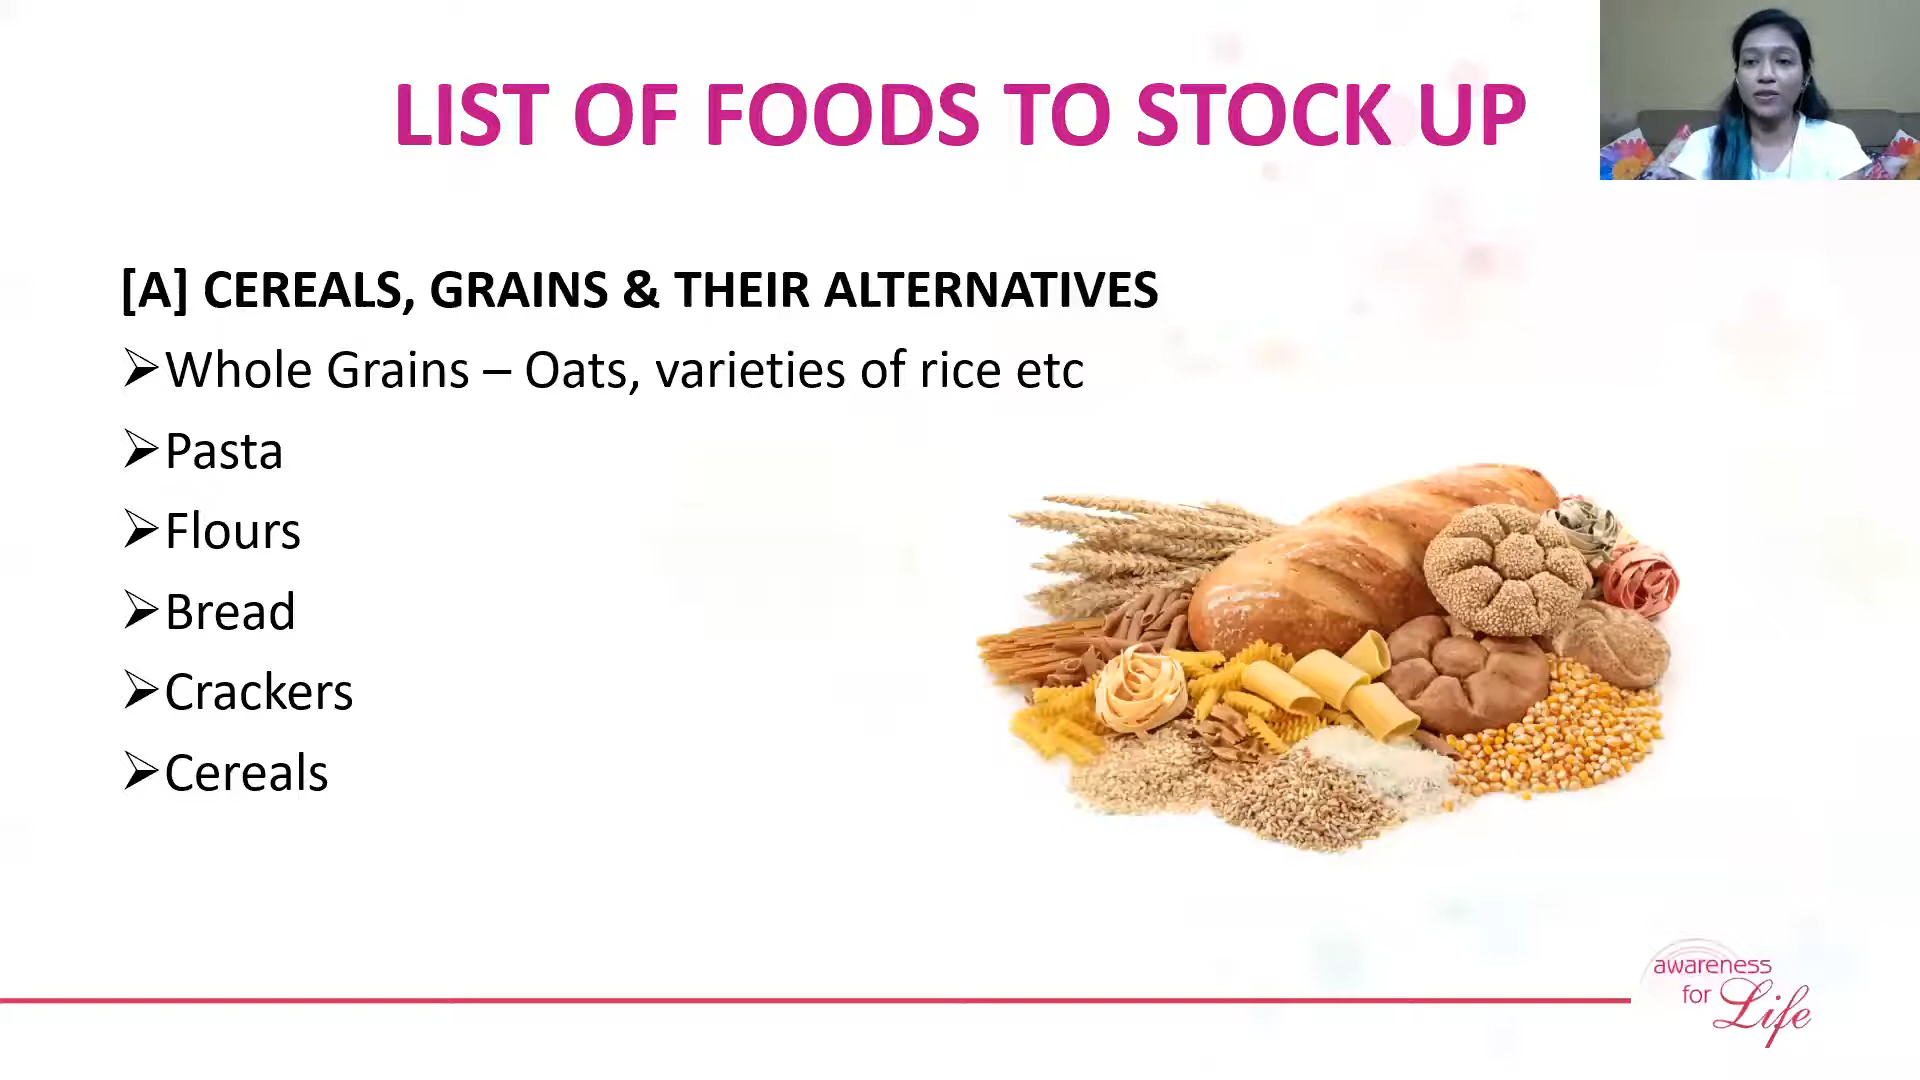 LIST OF FOODS TO STOCK UP
[A] CEREALS, GRAINS & THEIR ALTERNATIVES
➢Whole Grains – Oats, varieties of rice etc
➢Pasta
➢Flours
➢Bread
➢Crackers
➢Cereals
awareness
for Life